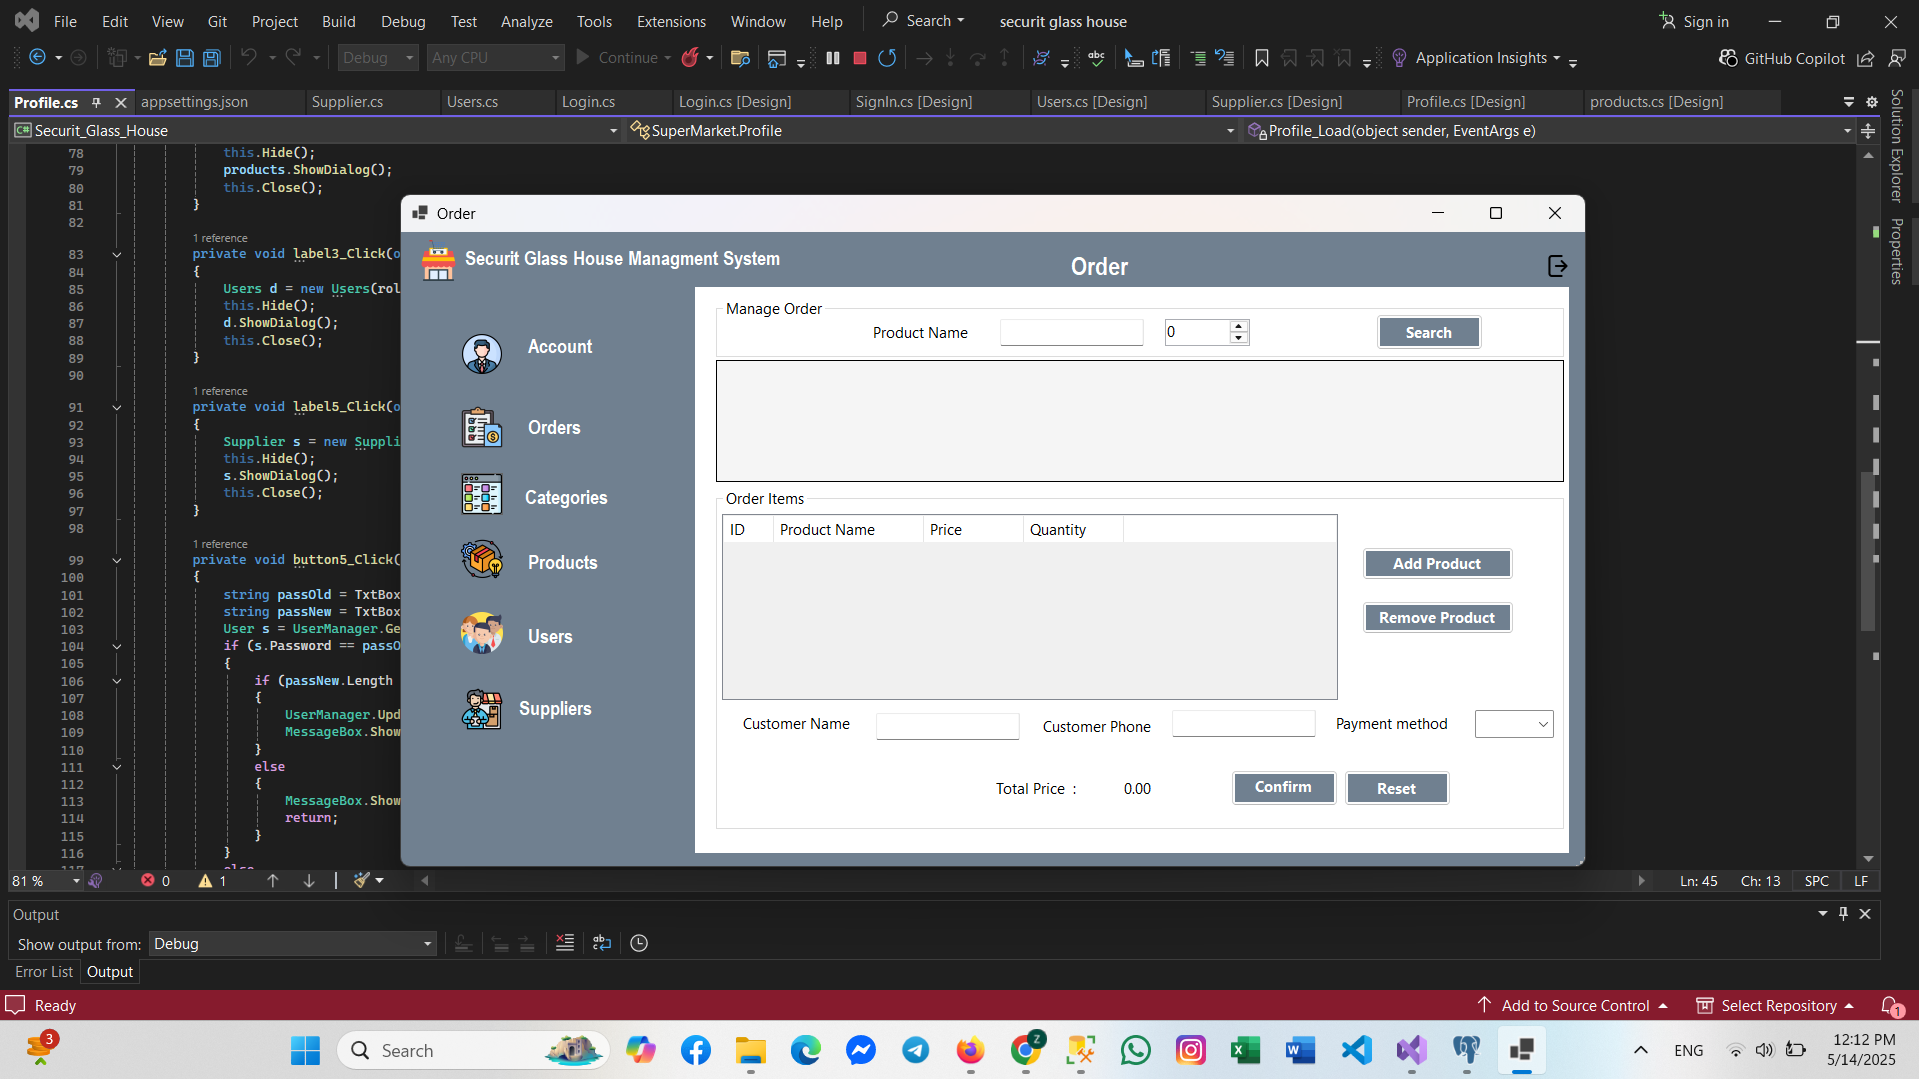 File Edit View Git Project Build Debug Test Analyze Tools Extensions Window Help Search securit glass house Sign in
Debug Any CPU Continue Application Insights GitHub Copilot
Profile.cs appsettings.json Supplier.cs Users.cs Login.cs Login.cs [Design] SignIn.cs [Design] Users.cs [Design] Supplier.cs [Design] Profile.cs [Design] products.cs [Design]
C# Securit_Glass_House SuperMarket.Profile Profile_Load(object sender, EventArgs e)
Solution Explorer
Properties
78 this.Hide();
79 products.ShowDialog();
80 this.Close();
81 }
82
1 reference
83 private void label3_Click(o
84 {
85 Users d = new Users(rol
86 this.Hide();
87 d.ShowDialog();
88 this.Close();
89 }
90
1 reference
91 private void label5_Click(o
92 {
93 Supplier s = new Suppli
94 this.Hide();
95 s.ShowDialog();
96 this.Close();
97 }
98
1 reference
99 private void button5_Click(
100 {
101 string passOld = TxtBox
102 string passNew = TxtBox
103 User s = UserManager.Ge
104 if (s.Password == passO
105 {
106 if (passNew.Length
107 {
108 UserManager.Upd
109 MessageBox.Show
110 }
111 else
112 {
113 MessageBox.Show
114 return;
115 }
116 }
117 else
Order
Securit Glass House Managment System
Order
Account
Orders
Categories
Products
Users
Suppliers
Manage Order
Product Name 0 Search
Order Items
ID Product Name Price Quantity
Add Product
Remove Product
Customer Name Customer Phone Payment method
Total Price : 0.00 Confirm Reset
81 % 0 1 Ln: 45 Ch: 13 SPC LF
Output
Show output from: Debug
Error List Output
Ready Add to Source Control Select Repository 1
3 Search Z ENG 12:12 PM
5/14/2025